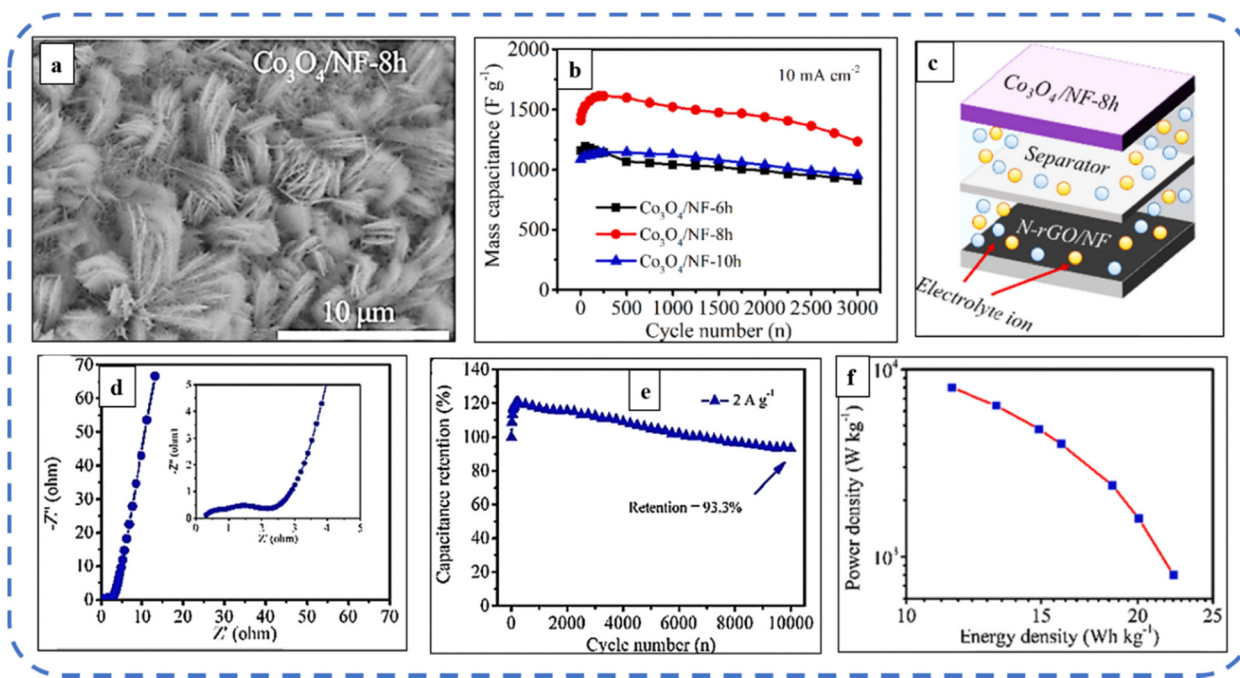 a
Co₃O₄/NF-8h
10 μm
b
10 mA cm⁻²
Mass capacitance (F g⁻¹)
2000
1500
1000
500
0
Co₃O₄/NF-6h
Co₃O₄/NF-8h
Co₃O₄/NF-10h
0 500 1000 1500 2000 2500 3000
Cycle number (n)
c
Co₃O₄/NF-8h
Separator
N-rGO/NF
Electrolyte ion
d
-Z'' (ohm)
70
60
50
40
30
20
10
0
-Z'' (ohm)
5
4
3
2
1
0
0 1 2 3 4 5
Z' (ohm)
0 10 20 30 40 50 60 70
Z' (ohm)
e
2 A g⁻¹
Capacitance retention (%)
140
120
100
80
60
40
20
0
Retention = 93.3%
0 2000 4000 6000 8000 10000
Cycle number (n)
f
Power density (W kg⁻¹)
10⁴
10³
10 15 20 25
Energy density (Wh kg⁻¹)